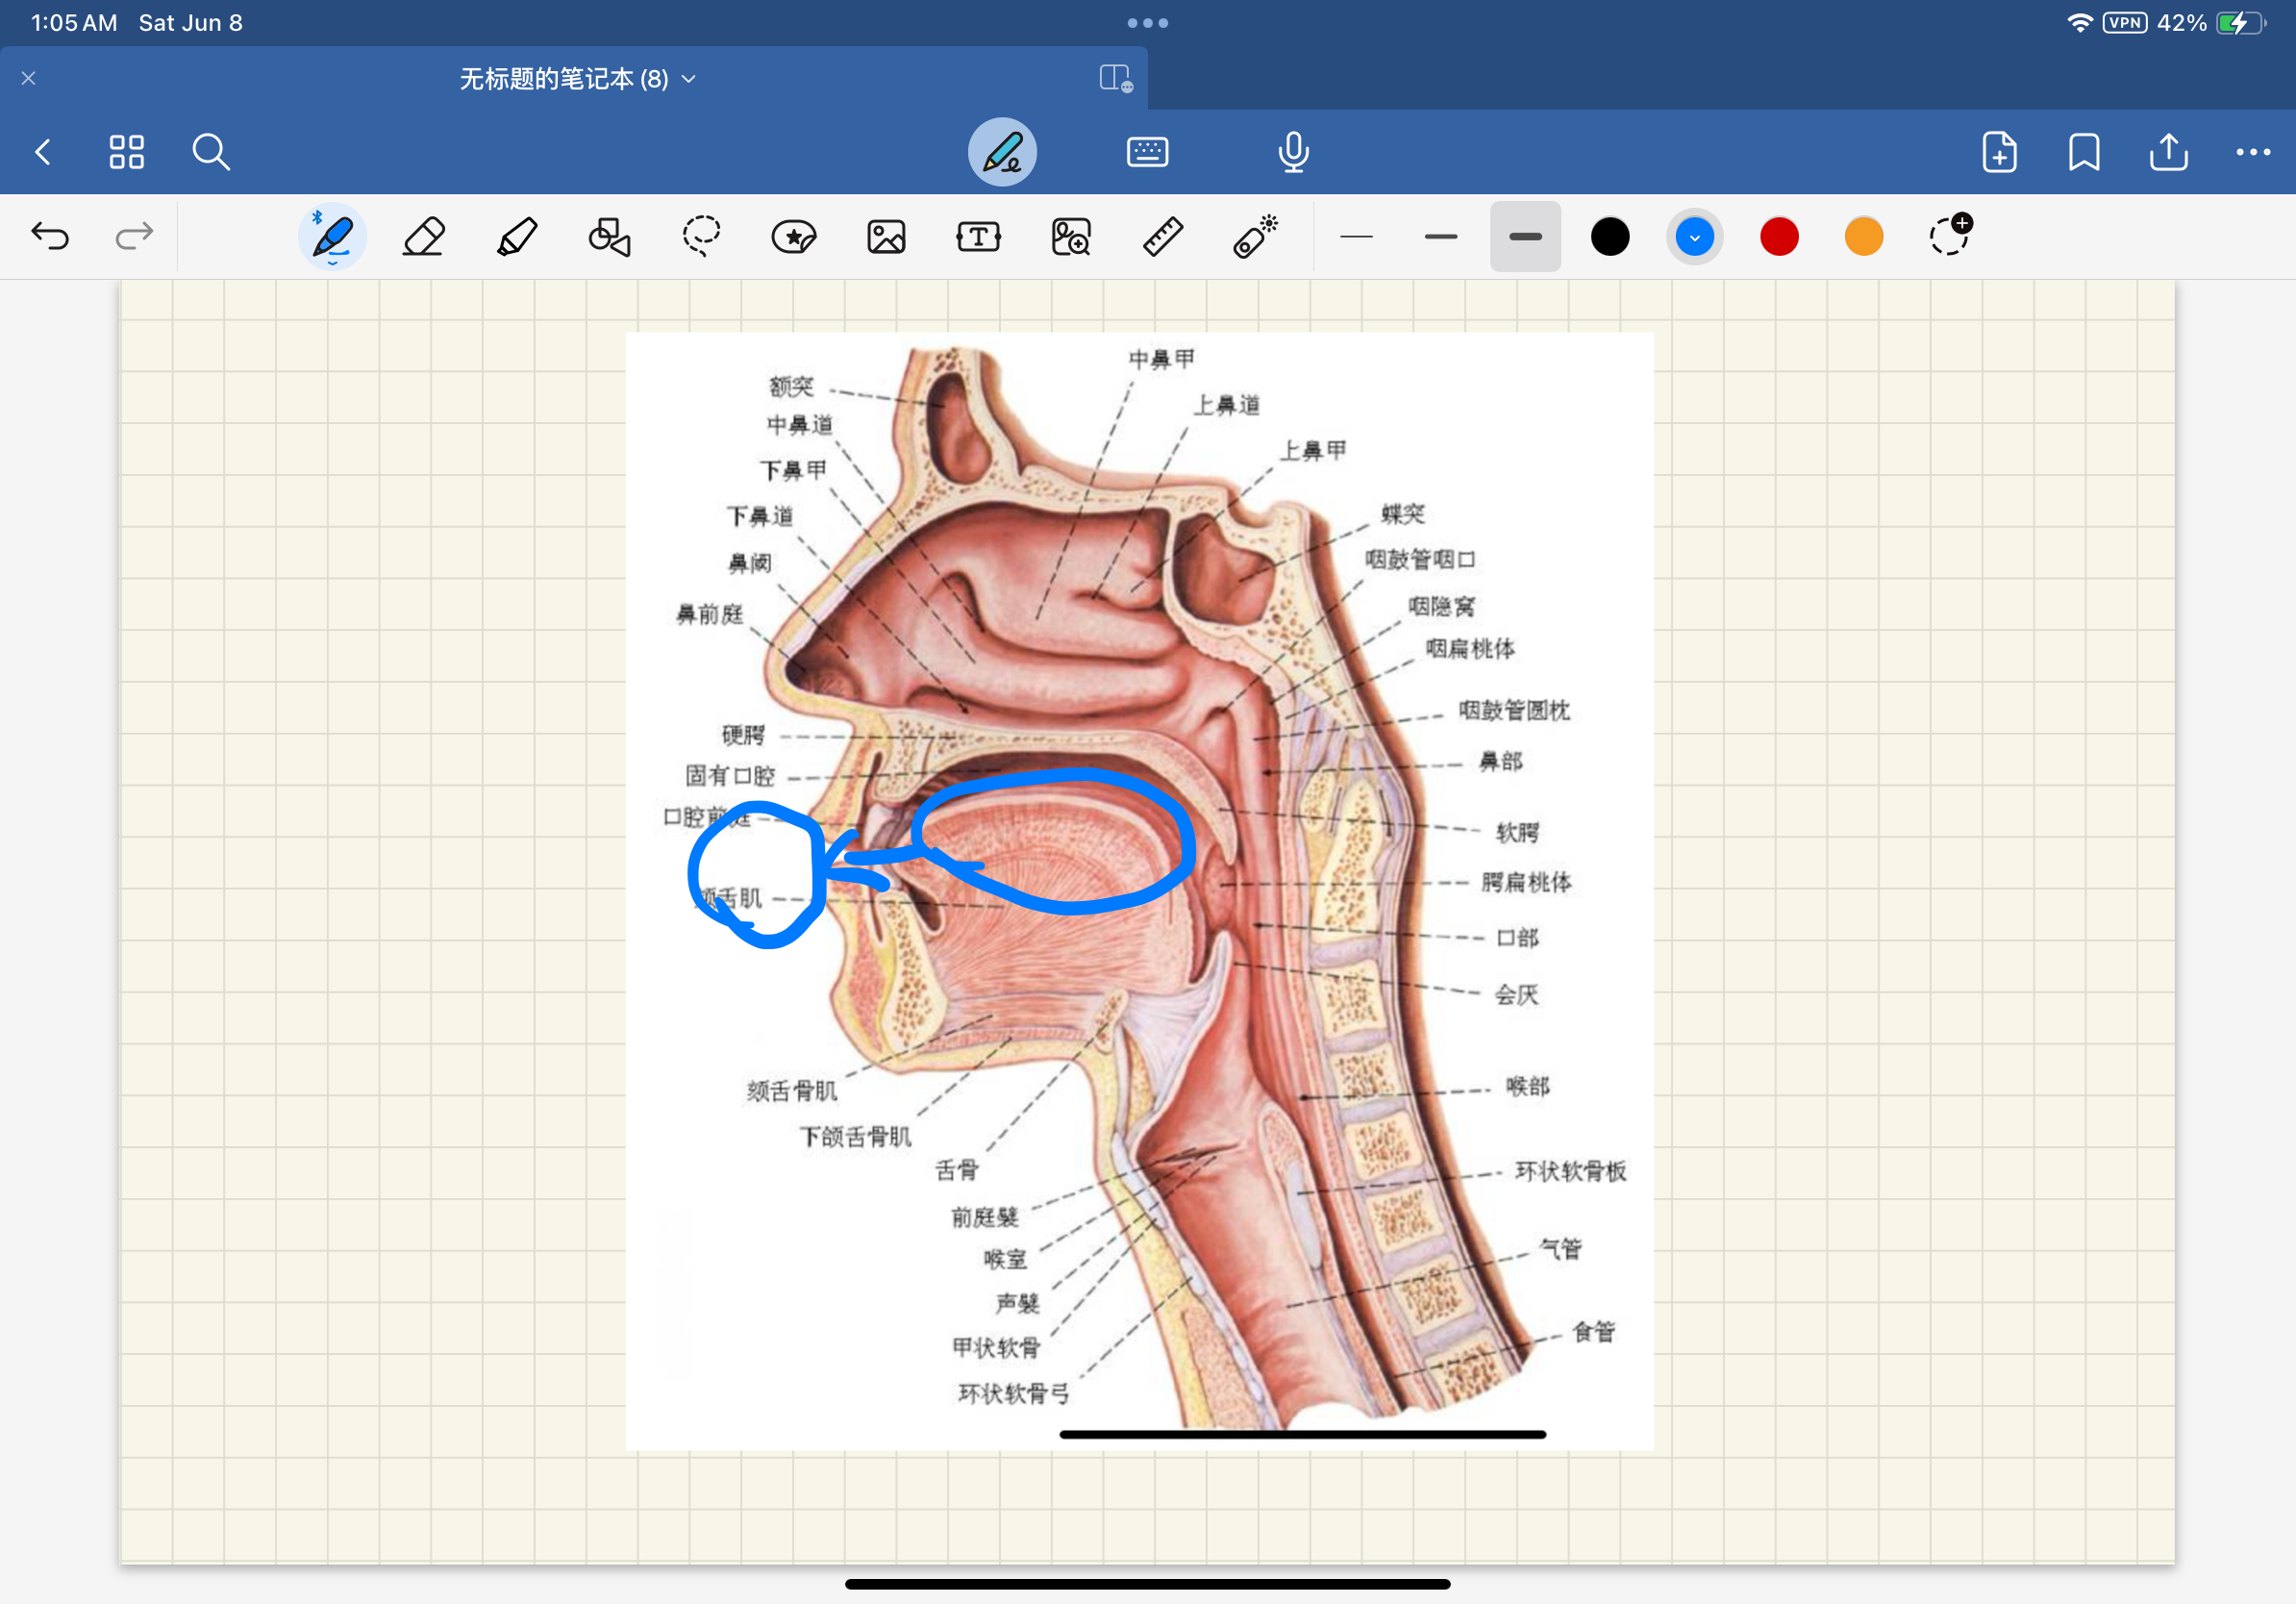 1:05 AM Sat Jun 8
VPN 42%
无标题的笔记本 (8)
T
中鼻甲
额突
上鼻道
中鼻道
上鼻甲
下鼻甲
下鼻道
蝶突
鼻阈
咽鼓管咽口
鼻前庭
咽隐窝
咽扁桃体
咽鼓管圆枕
硬腭
鼻部
固有口腔
口腔前庭
软腭
腭扁桃体
颏舌肌
口部
会厌
颏舌骨肌
喉部
下颌舌骨肌
舌骨
环状软骨板
前庭襞
气管
喉室
声襞
食管
甲状软骨
环状软骨弓